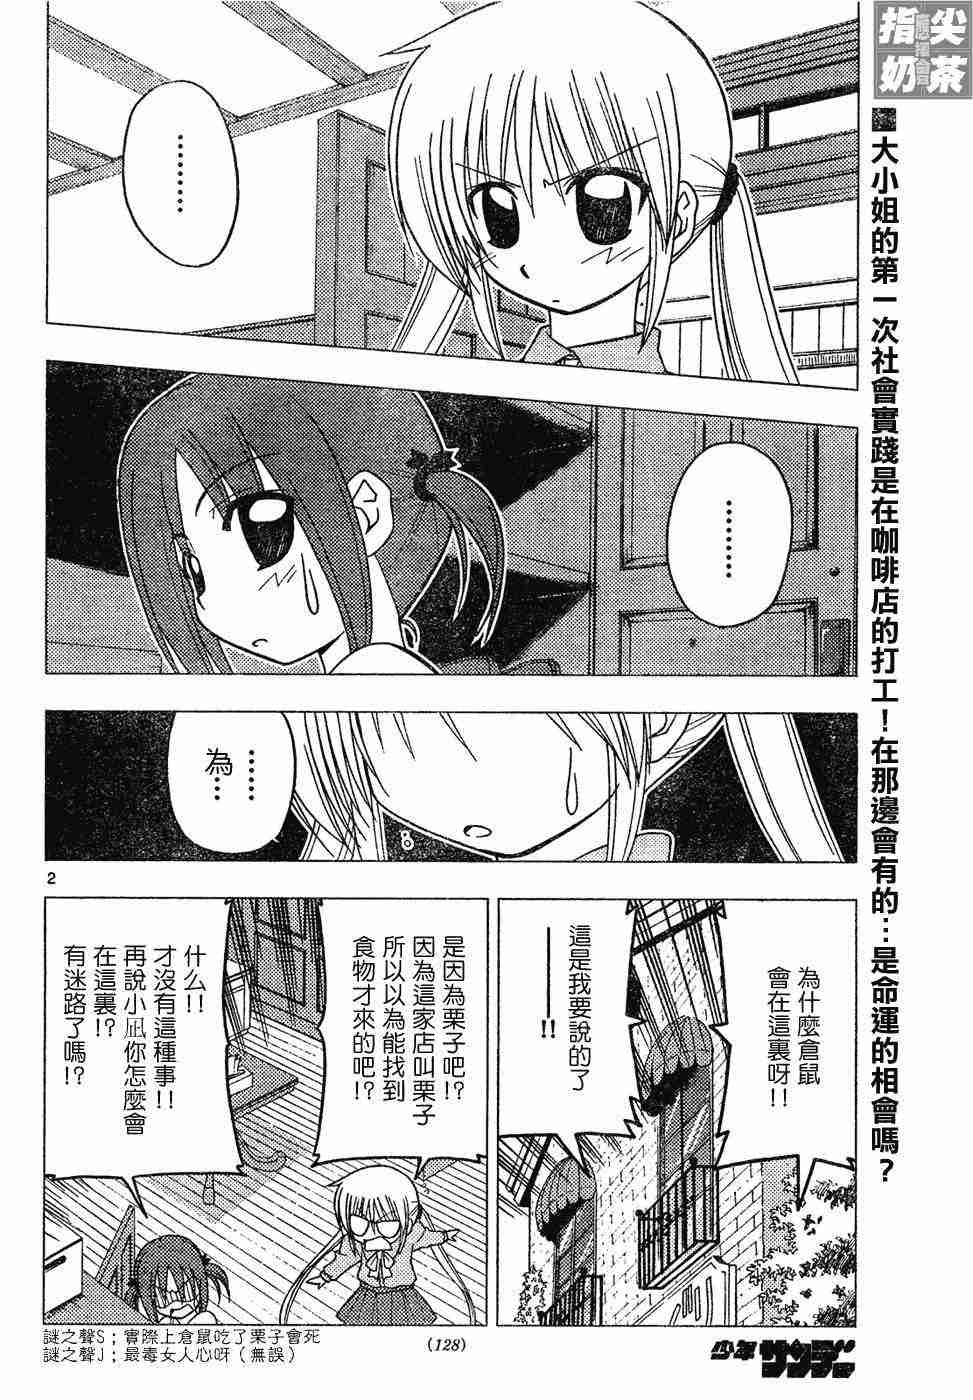 指尖
奶茶
■大小姐的第一次社會實踐是在咖啡店的打工！在那邊會有的…是命運的相會嗎？
………
………
………
為……
為什麼倉鼠
會在這裏呀!!
這是我要說的了
——!!
是因為栗子吧!?
因為這家店叫栗子
所以以為能找到
食物才來的吧!?
什么!!
才沒有這種事!!
再說小凪你怎麼會
在這裏!?
有迷路了嗎!?
2
謎之聲S；實際上倉鼠吃了栗子會死
謎之聲J；最毒女人心呀（無誤）
(128)
少年サンデー